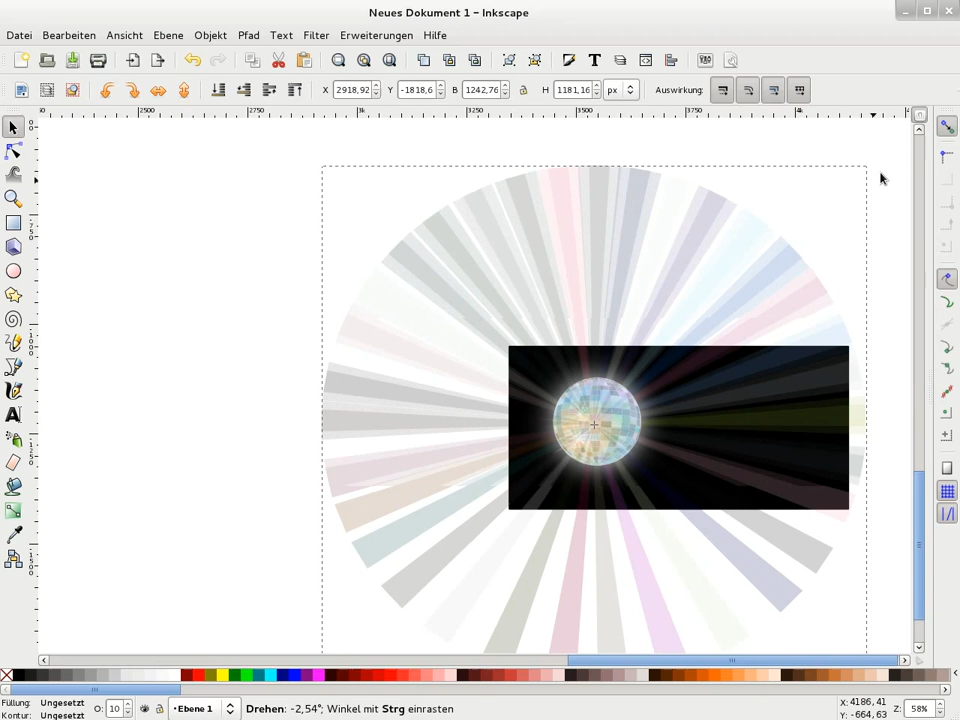 Neues Dokument 1 - Inkscape
Datei Bearbeiten Ansicht Ebene Objekt Pfad Text Filter Erweiterungen Hilfe
X 2918,92 Y -1818,6 B 1242,76 H 1181,16 px Auswirkung:
2500 2750 3250 3500 3750
Füllung: Ungesetzt
Kontur: Ungesetzt
O: 10
•Ebene 1
Drehen: -2,54°; Winkel mit Strg einrasten
X: 4186,41
Y: -664,63
Z: 58%